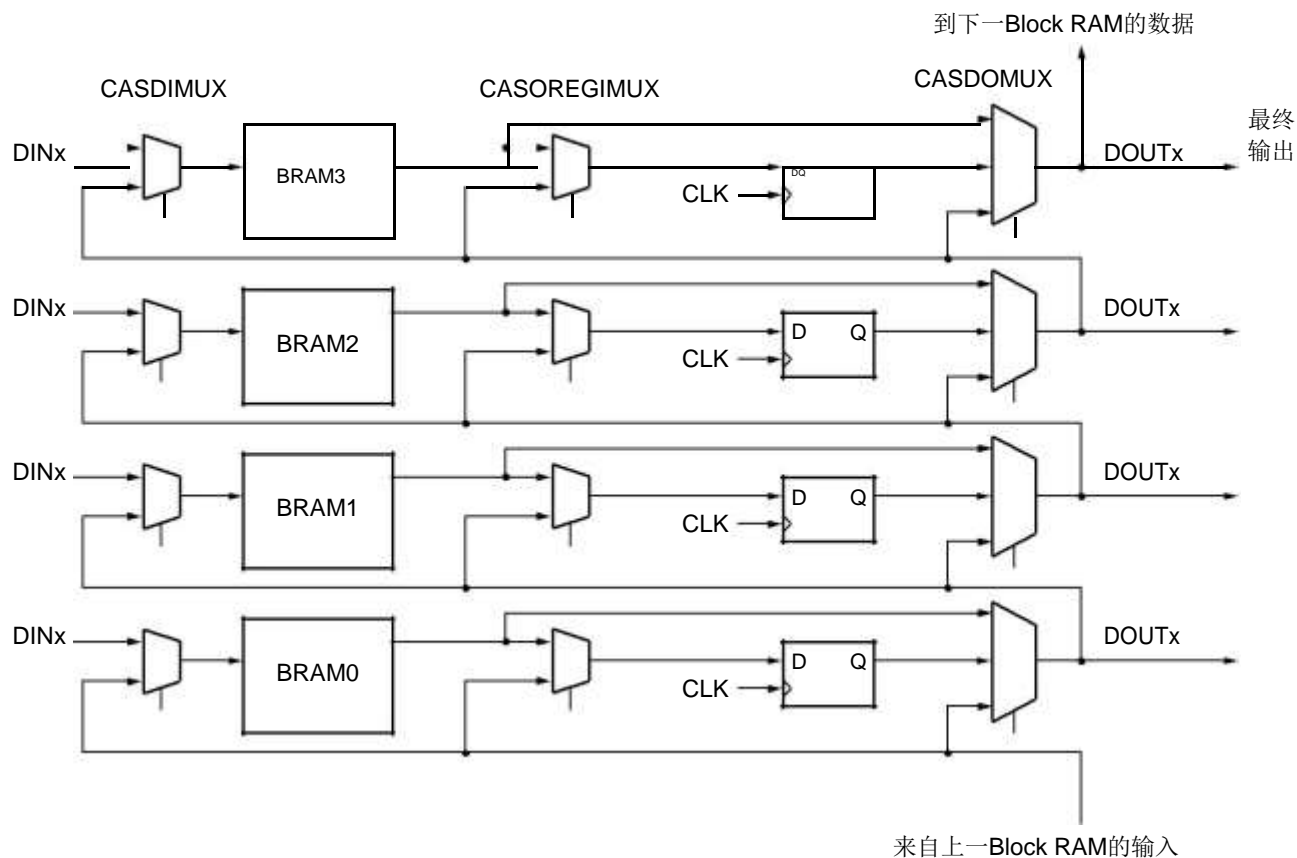 到下一Block RAM的数据
CASDIMUX
CASOREGIMUX
CASDOMUX
最终
输出
DINx
BRAM3
CLK
DQ
DOUTx
DINx
BRAM2
CLK
D Q
DOUTx
DINx
BRAM1
CLK
D Q
DOUTx
DINx
BRAM0
CLK
D Q
DOUTx
来自上一Block RAM的输入